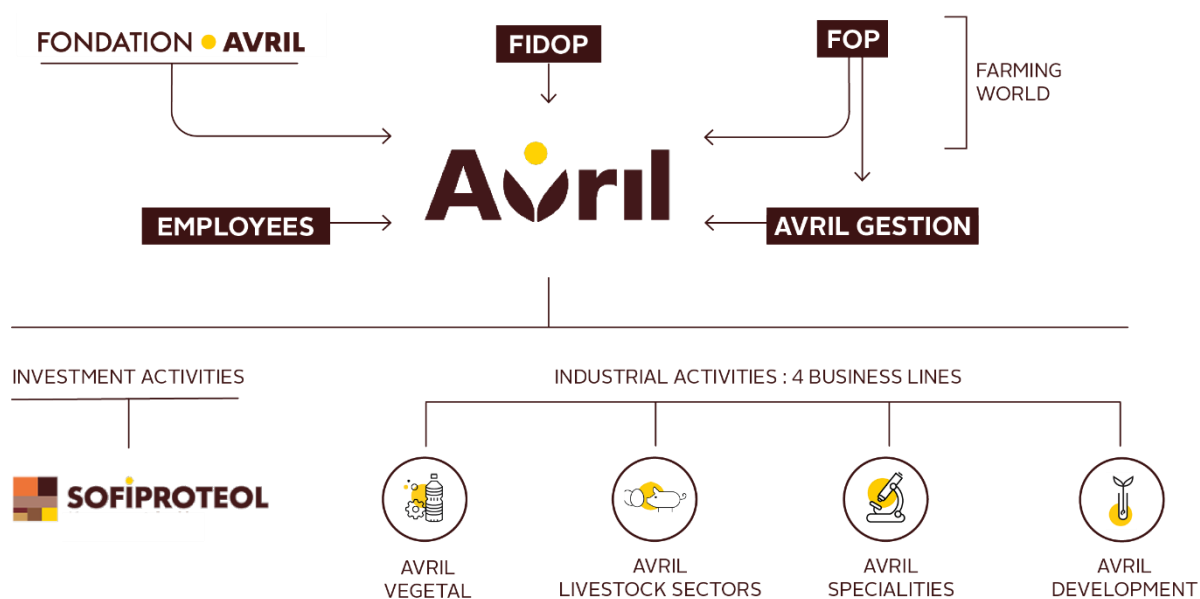 FONDATION AVRIL
FIDOP
FOP
FARMING
WORLD
Avril
EMPLOYEES
AVRIL GESTION
INVESTMENT ACTIVITIES
INDUSTRIAL ACTIVITIES : 4 BUSINESS LINES
SOFIPROTEOL
AVRIL
VEGETAL
AVRIL
LIVESTOCK SECTORS
AVRIL
SPECIALITIES
AVRIL
DEVELOPMENT